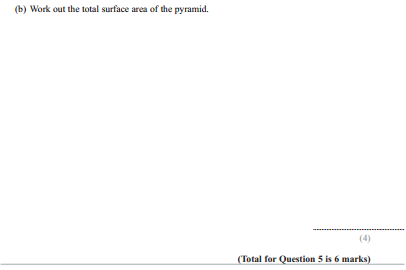 (b) Work out the total surface area of the pyramid.
(4)
(Total for Question 5 is 6 marks)